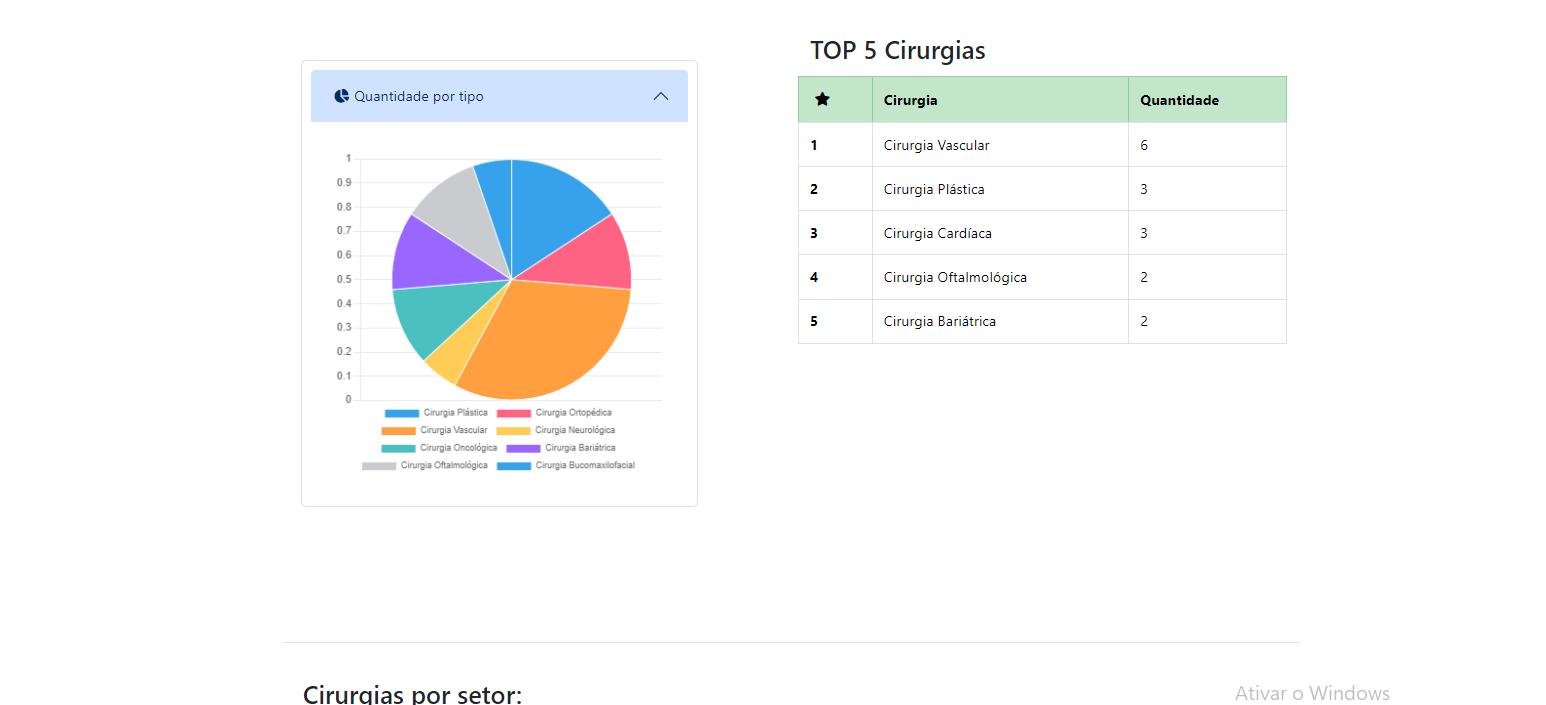 Quantidade por tipo
1
0.9
0.8
0.7
0.6
0.5
0.4
0.3
0.2
0.1
0
Cirurgia Plástica Cirurgia Ortopédica
Cirurgia Vascular Cirurgia Neurológica
Cirurgia Oncológica Cirurgia Bariátrica
Cirurgia Oftalmológica Cirurgia Bucomaxilofacial
TOP 5 Cirurgias
Cirurgia Quantidade
1 Cirurgia Vascular 6
2 Cirurgia Plástica 3
3 Cirurgia Cardíaca 3
4 Cirurgia Oftalmológica 2
5 Cirurgia Bariátrica 2
Cirurgias por setor:
Ativar o Windows